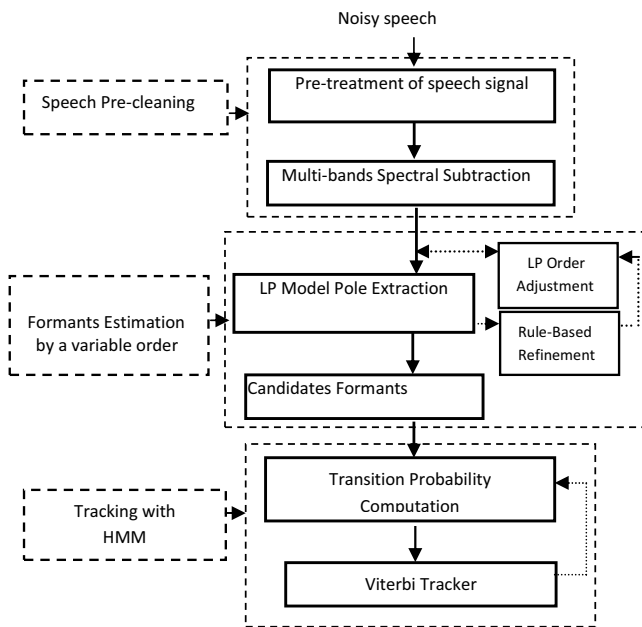 Noisy speech
Pre-treatment of speech signal
Speech Pre-cleaning
Multi-bands Spectral Subtraction
LP Order
Adjustment
LP Model Pole Extraction
Formants Estimation
by a variable order
Rule-Based
Refinement
Candidates Formants
Transition Probability
Computation
Tracking with
HMM
Viterbi Tracker